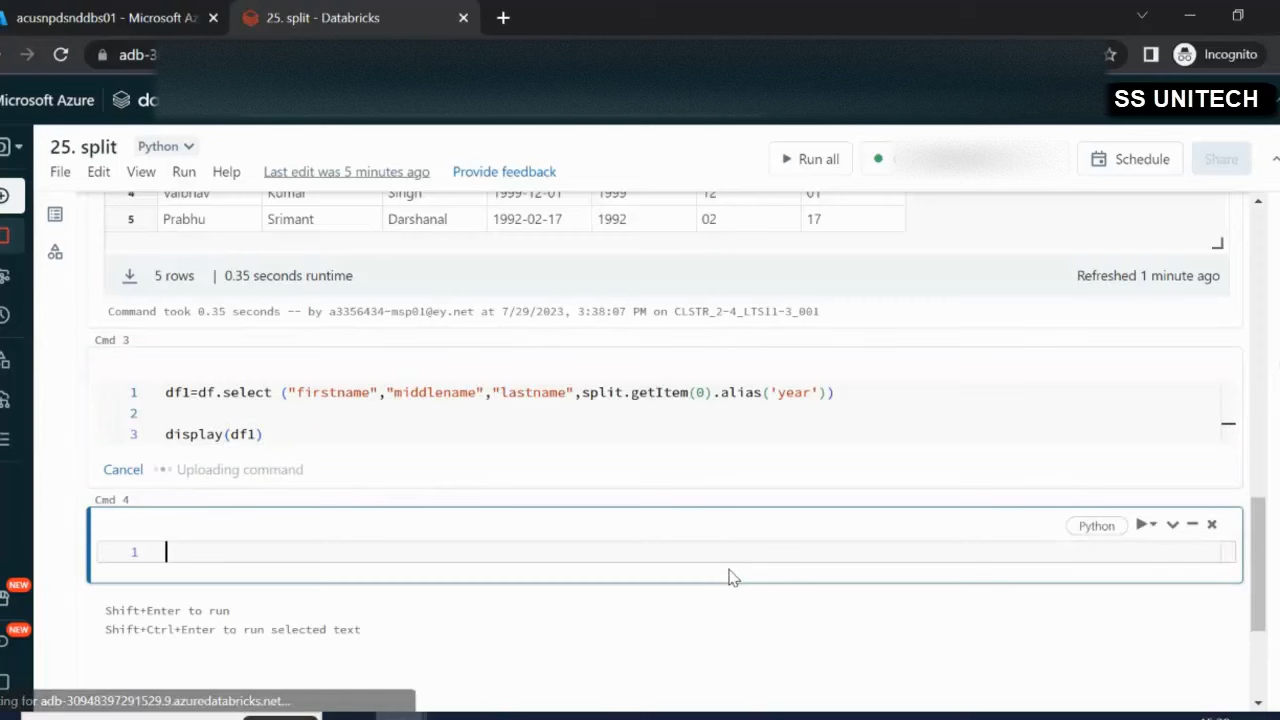 acusnpdsnddbs01 - Microsoft Az
25. split - Databricks
adb-3
Incognito
Microsoft Azure
SS UNITECH
25. split
Python
Run all
Schedule
Share
File Edit View Run Help Last edit was 5 minutes ago Provide feedback
4 Vaibhav Kumar Singh 1999-12-01 1999 12 01
5 Prabhu Srimant Darshanal 1992-02-17 1992 02 17
5 rows | 0.35 seconds runtime
Refreshed 1 minute ago
Command took 0.35 seconds -- by a3356434-msp01@ey.net at 7/29/2023, 3:38:07 PM on CLSTR_2-4_LTS11-3_001
Cmd 3
1 df1=df.select ("firstname","middlename","lastname",split.getItem(0).alias('year'))
2
3 display(df1)
Cancel Uploading command
Cmd 4
Python
1
NEW
Shift+Enter to run
Shift+Ctrl+Enter to run selected text
NEW
adb-30948397291529.9.azuredatabricks.net...